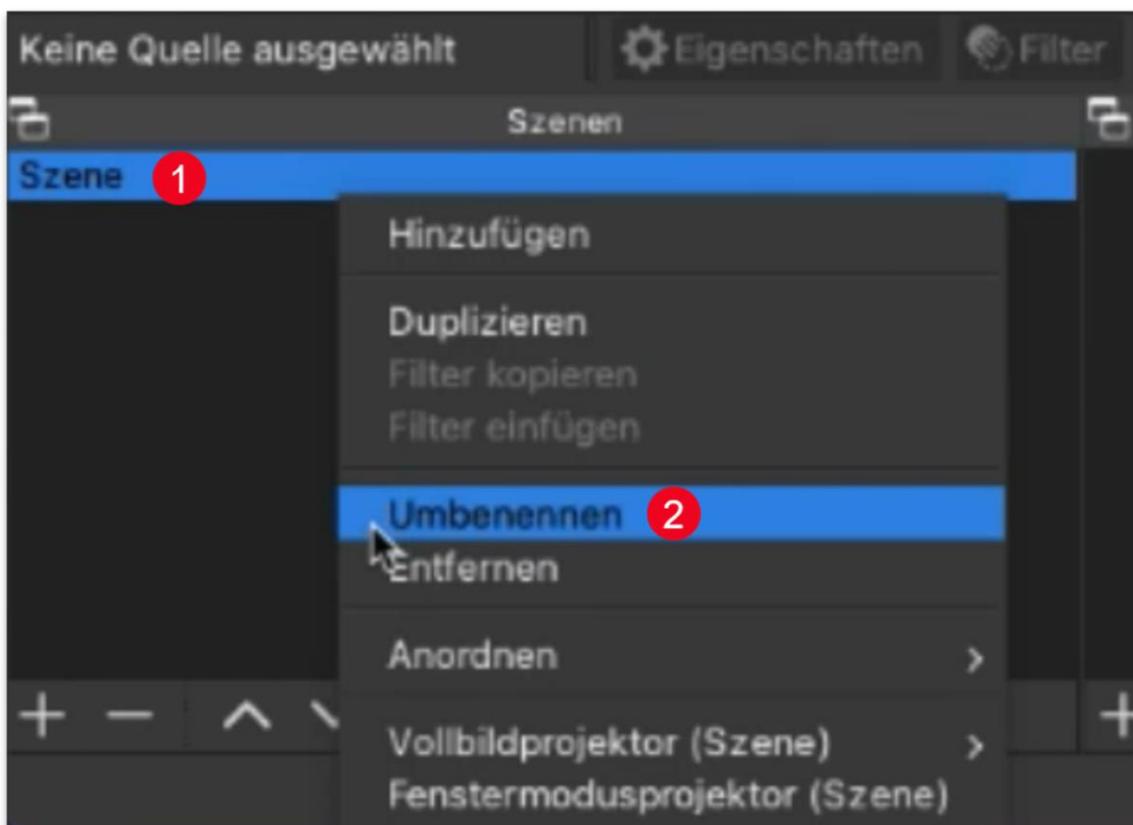 Keine Quelle ausgewählt Eigenschaften Filter
Szenen
Szene 1
Hinzufügen
Duplizieren
Filter kopieren
Filter einfügen
Umbenennen 2
Entfernen
Anordnen
Vollbildprojektor (Szene)
Fenstermodusprojektor (Szene)